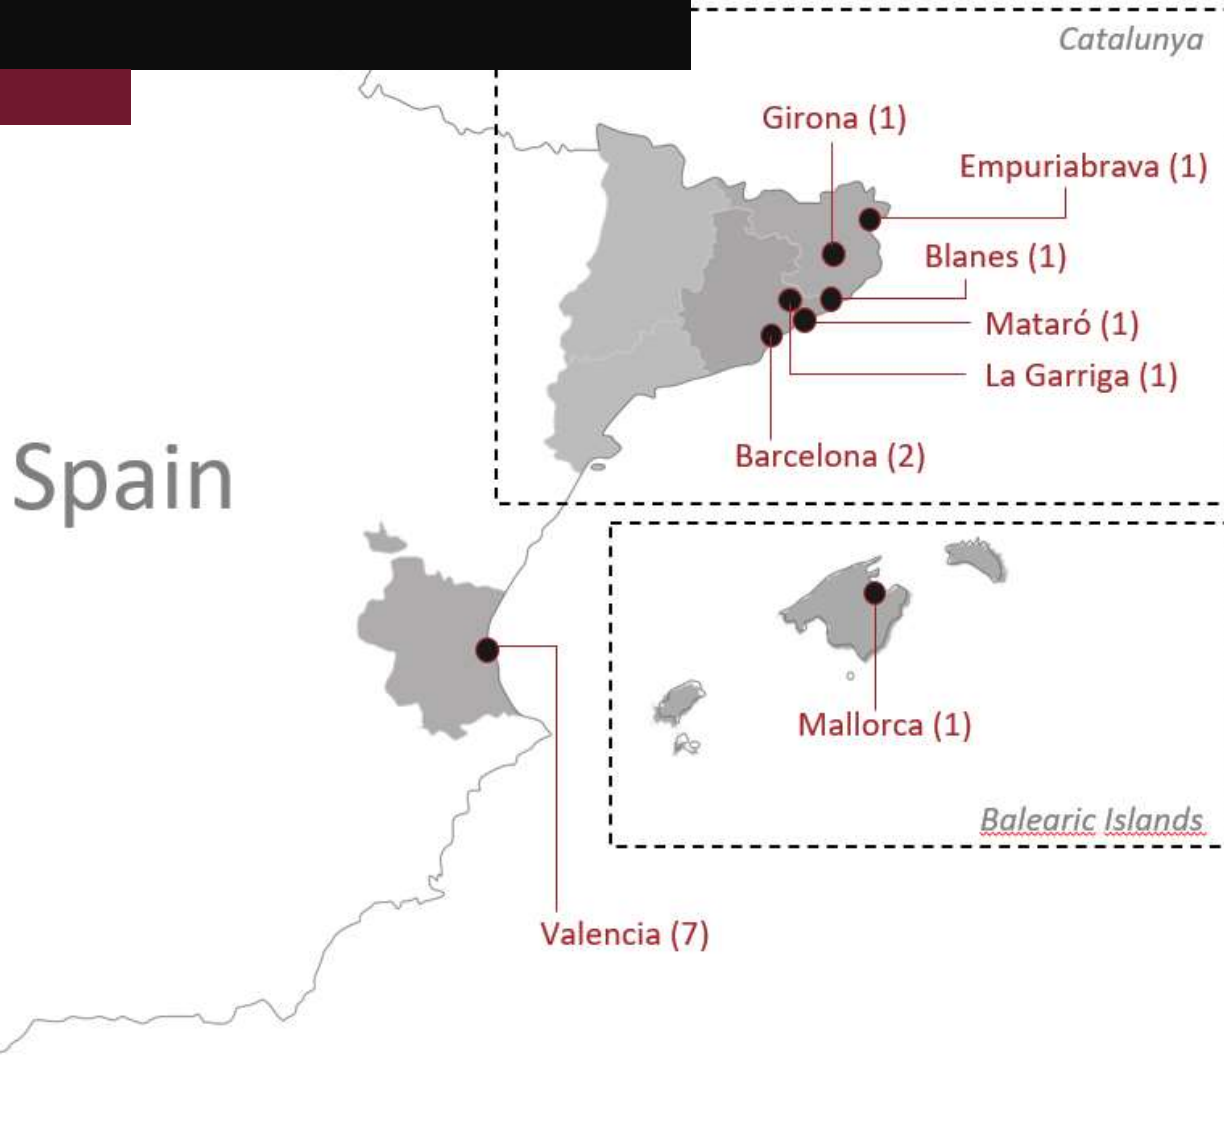 Catalunya
Girona (1)
Empuriabrava (1)
Blanes (1)
Mataró (1)
La Garriga (1)
Barcelona (2)
Spain
Mallorca (1)
Balearic Islands
Valencia (7)